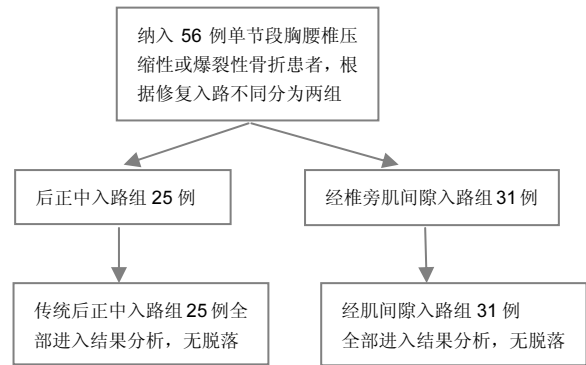 纳入 56 例单节段胸腰椎压
缩性或爆裂性骨折患者，根
据修复入路不同分为两组
后正中入路组 25 例
经椎旁肌间隙入路组 31 例
传统后正中入路组 25 例全
部进入结果分析，无脱落
经肌间隙入路组 31 例
全部进入结果分析，无脱落